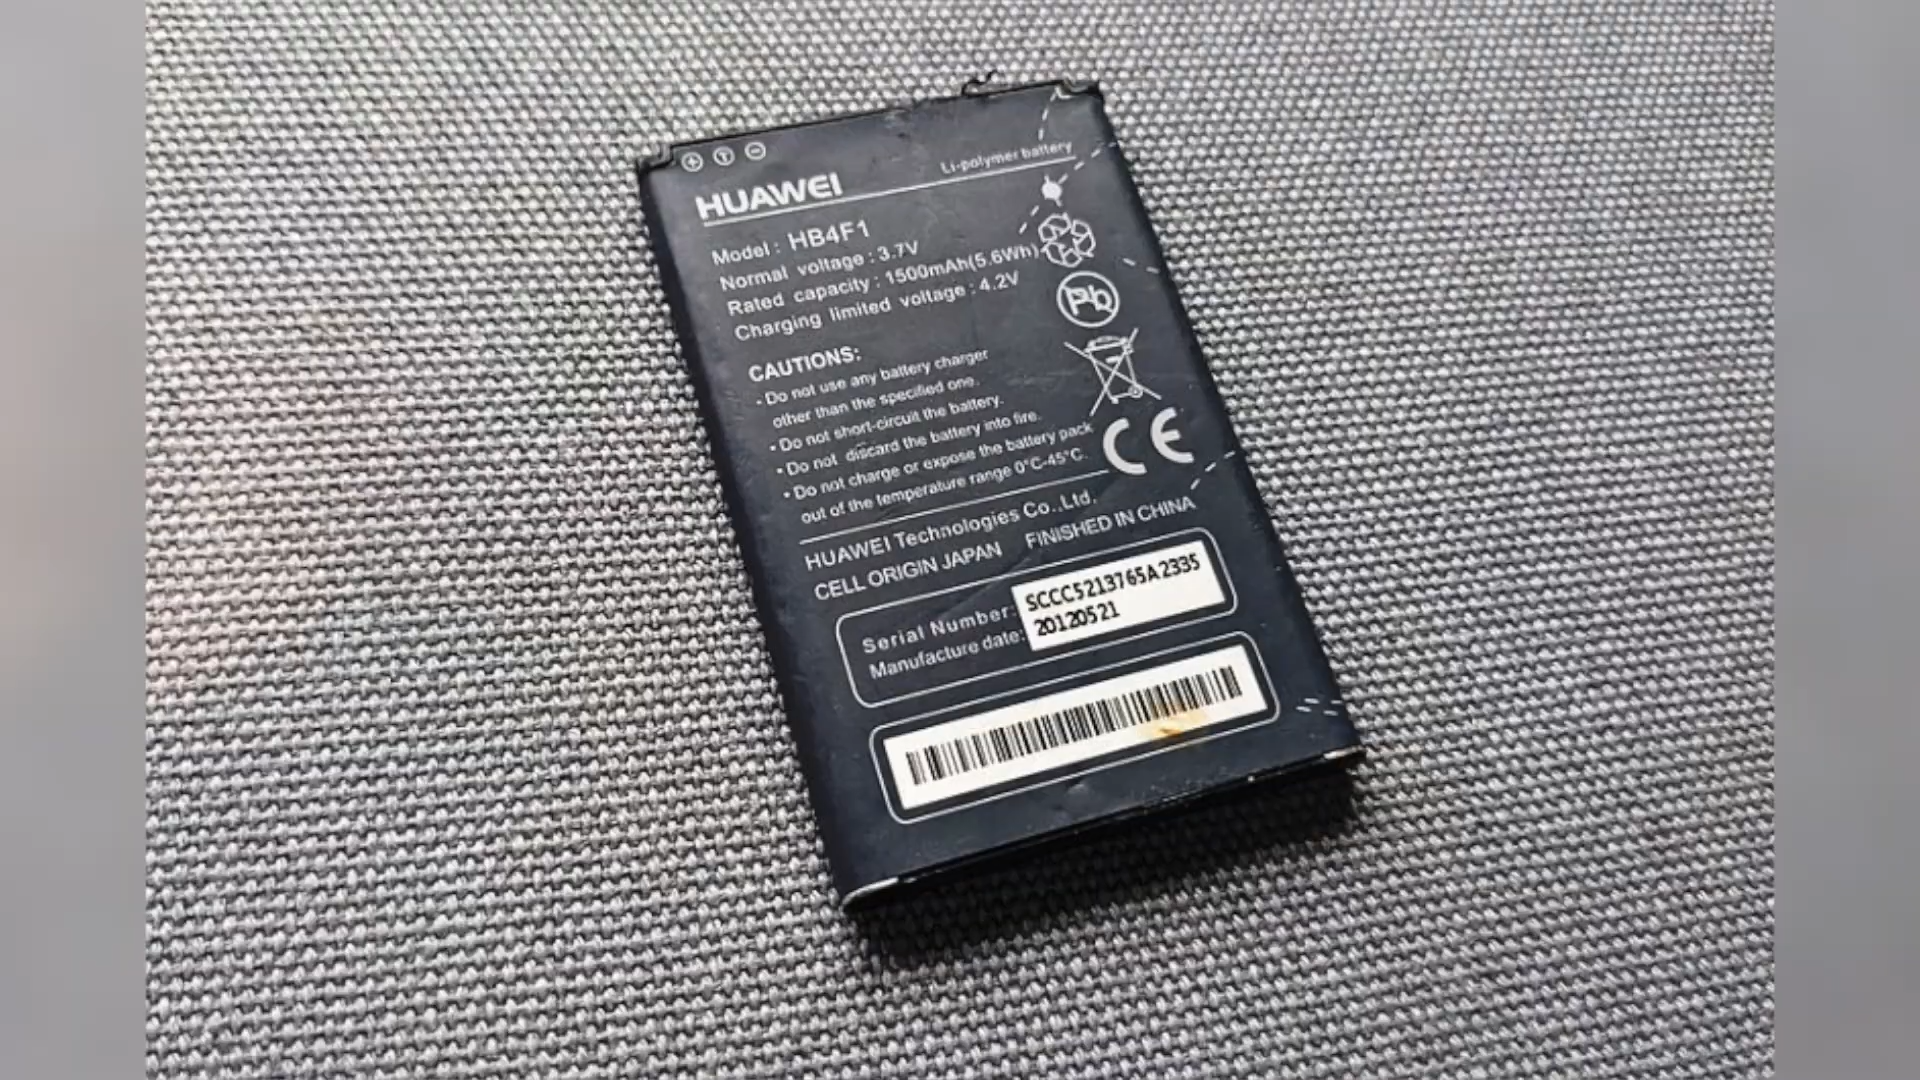 HUAWEI
Li-polymer battery
Model : HB4F1
Normal voltage : 3.7V
Rated capacity : 1500mAh(5.6Wh)
Charging limited voltage : 4.2V
Pb
CAUTIONS:
• Do not use any battery charger
other than the specified one.
• Do not short-circuit the battery.
• Do not discard the battery into fire.
• Do not charge or expose the battery pack
out of the temperature range 0°C-45°C.
CE
HUAWEI Technologies Co.,Ltd.
CELL ORIGIN JAPAN FINISHED IN CHINA
Serial Number: SCCC5213765A2335
Manufacture date: 20120521